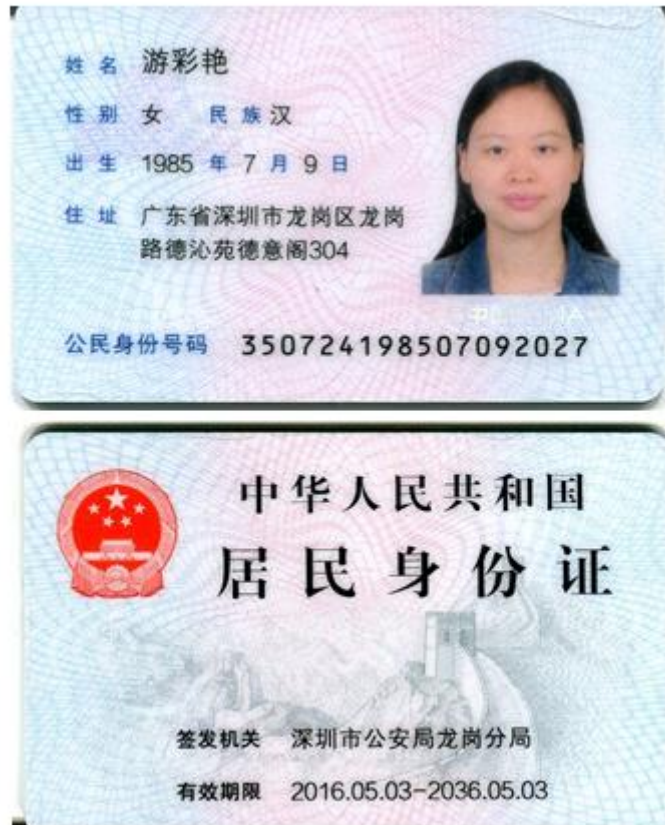 姓名 游彩艳
性别 女 民族 汉
出生 1985 年 7 月 9 日
住址 广东省深圳市龙岗区龙岗
路德沁苑德意阁304
公民身份号码 350724198507092027
中华人民共和国
居民身份证
签发机关 深圳市公安局龙岗分局
有效期限 2016.05.03-2036.05.03